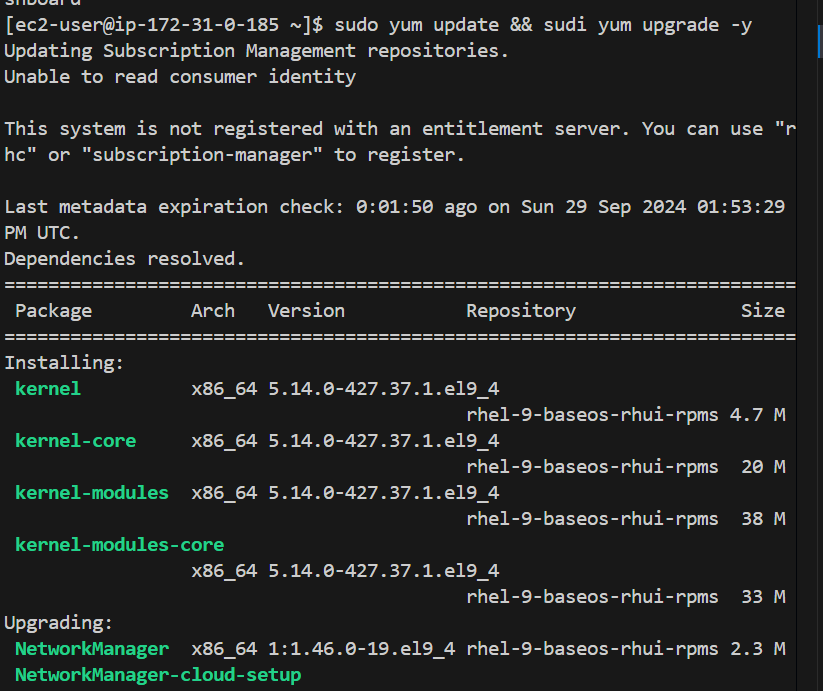 shboard
[ec2-user@ip-172-31-0-185 ~]$ sudo yum update && sudi yum upgrade -y
Updating Subscription Management repositories.
Unable to read consumer identity
This system is not registered with an entitlement server. You can use "r
hc" or "subscription-manager" to register.
Last metadata expiration check: 0:01:50 ago on Sun 29 Sep 2024 01:53:29
PM UTC.
Dependencies resolved.
========================================================================
Package Arch Version Repository Size
========================================================================
Installing:
kernel x86_64 5.14.0-427.37.1.el9_4
rhel-9-baseos-rhui-rpms 4.7 M
kernel-core x86_64 5.14.0-427.37.1.el9_4
rhel-9-baseos-rhui-rpms 20 M
kernel-modules x86_64 5.14.0-427.37.1.el9_4
rhel-9-baseos-rhui-rpms 38 M
kernel-modules-core
x86_64 5.14.0-427.37.1.el9_4
rhel-9-baseos-rhui-rpms 33 M
Upgrading:
NetworkManager x86_64 1:1.46.0-19.el9_4 rhel-9-baseos-rhui-rpms 2.3 M
NetworkManager-cloud-setup